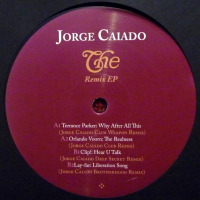 JORGE CAIADO
The
Remix EP
A1 Terrence Parker: Why After All This
(Jorge Caiado Club Weapon Remix)
A2 Orlando Voorn: The Realness
(Jorge Caiado Club Remix)
B1 Clip!: Hear U Talk
(Jorge Caiado Deep Secret Remix)
B2 Lay-far: Liberation Song
(Jorge Caiado Brotherhood Remix)